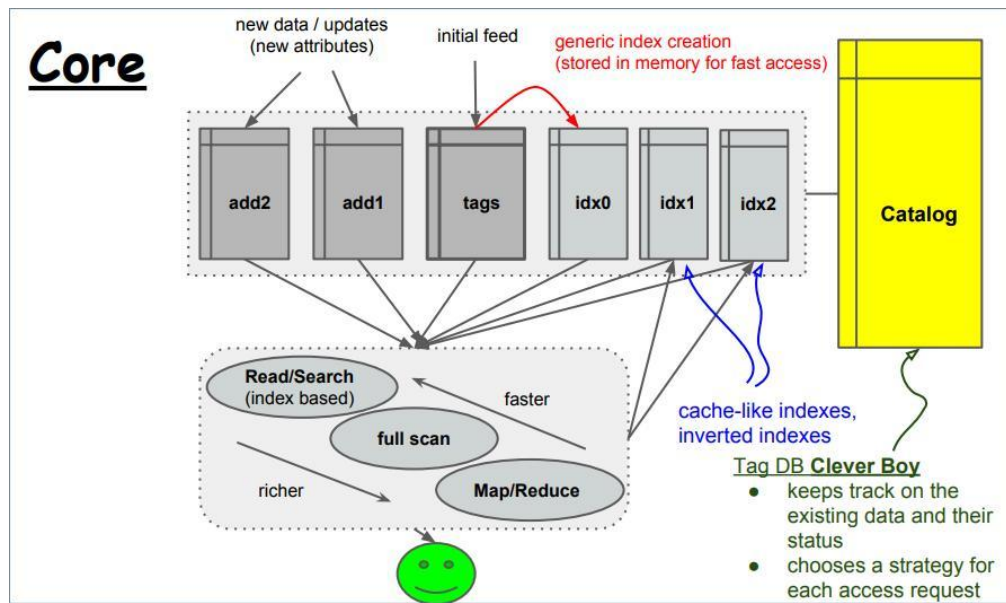 Core
new data / updates
(new attributes)
initial feed
generic index creation
(stored in memory for fast access)
add2
add1
tags
idx0
idx1
idx2
Catalog
Read/Search
(index based)
full scan
Map/Reduce
faster
richer
cache-like indexes,
inverted indexes
Tag DB Clever Boy
● keeps track on the
existing data and their
status
● chooses a strategy for
each access request